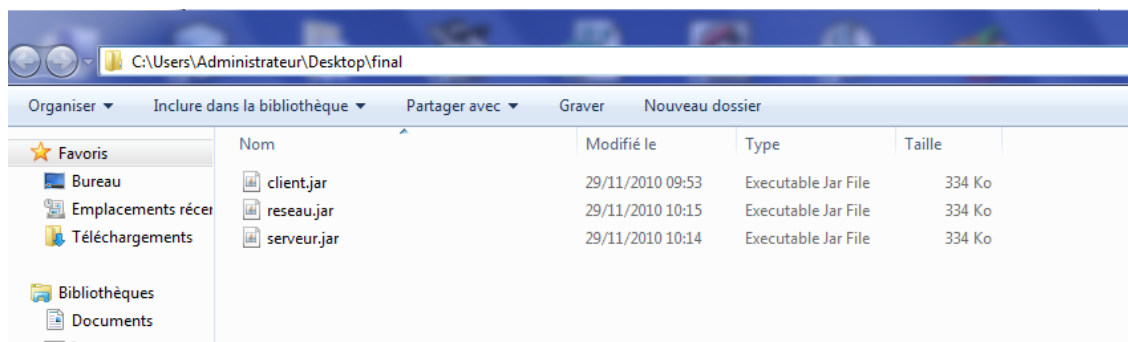 C:\Users\Administrateur\Desktop\final
Organiser Inclure dans la bibliothèque Partager avec Graver Nouveau dossier
Nom Modifié le Type Taille
Favoris
Bureau
Emplacements récer
Téléchargements
Bibliothèques
Documents
client.jar 29/11/2010 09:53 Executable Jar File 334 Ko
reseau.jar 29/11/2010 10:15 Executable Jar File 334 Ko
serveur.jar 29/11/2010 10:14 Executable Jar File 334 Ko